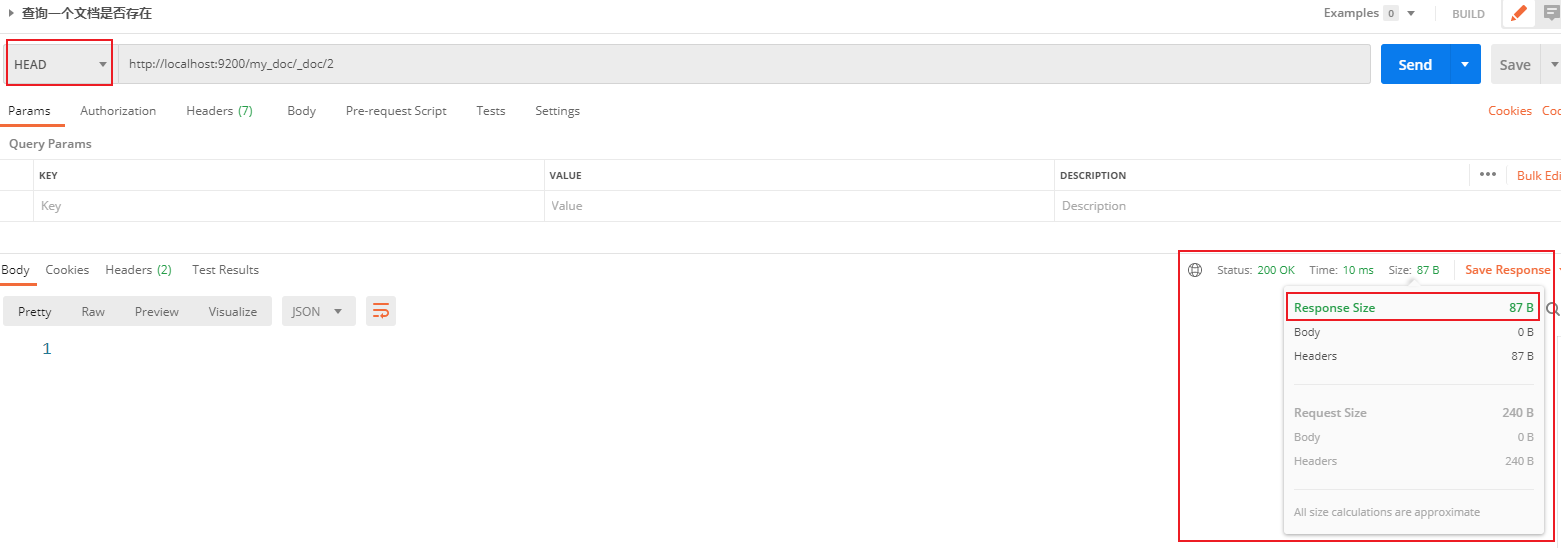 查询一个文档是否存在
Examples 0
BUILD
HEAD
http://localhost:9200/my_doc/_doc/2
Send
Save
Params Authorization Headers (7) Body Pre-request Script Tests Settings
Cookies Coc
Query Params
KEY VALUE DESCRIPTION ••• Bulk Edi
Key Value Description
Body Cookies Headers (2) Test Results
Status: 200 OK Time: 10 ms Size: 87 B Save Response
Pretty Raw Preview Visualize JSON
1
Response Size 87 B
Body 0 B
Headers 87 B
Request Size 240 B
Body 0 B
Headers 240 B
All size calculations are approximate